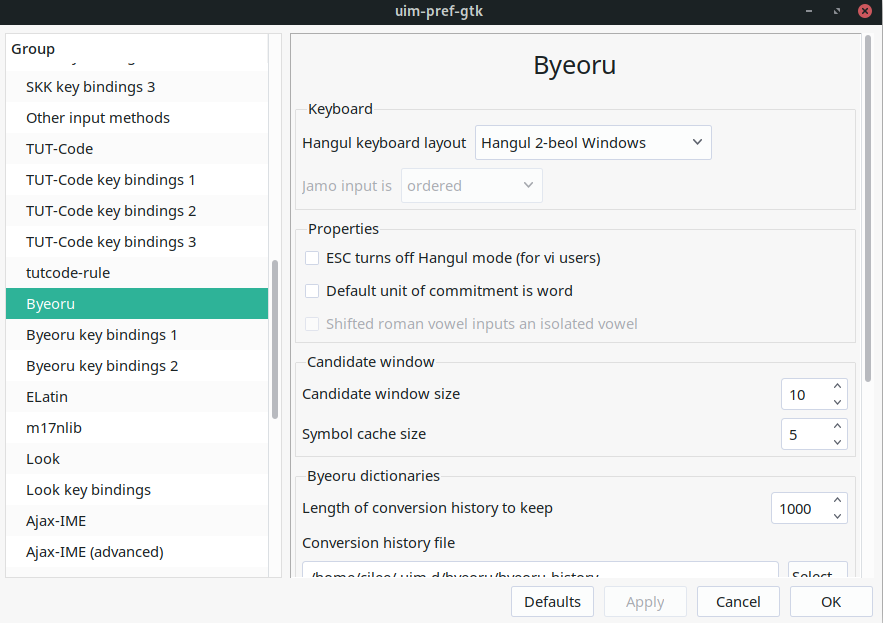 uim-pref-gtk
Group
SKK key bindings 3
Other input methods
TUT-Code
TUT-Code key bindings 1
TUT-Code key bindings 2
TUT-Code key bindings 3
tutcode-rule
Byeoru
Byeoru key bindings 1
Byeoru key bindings 2
ELatin
m17nlib
Look
Look key bindings
Ajax-IME
Ajax-IME (advanced)
Byeoru
Keyboard
Hangul keyboard layout Hangul 2-beol Windows
Jamo input is ordered
Properties
ESC turns off Hangul mode (for vi users)
Default unit of commitment is word
Shifted roman vowel inputs an isolated vowel
Candidate window
Candidate window size 10
Symbol cache size 5
Byeoru dictionaries
Length of conversion history to keep 1000
Conversion history file
Select...
Defaults Apply Cancel OK